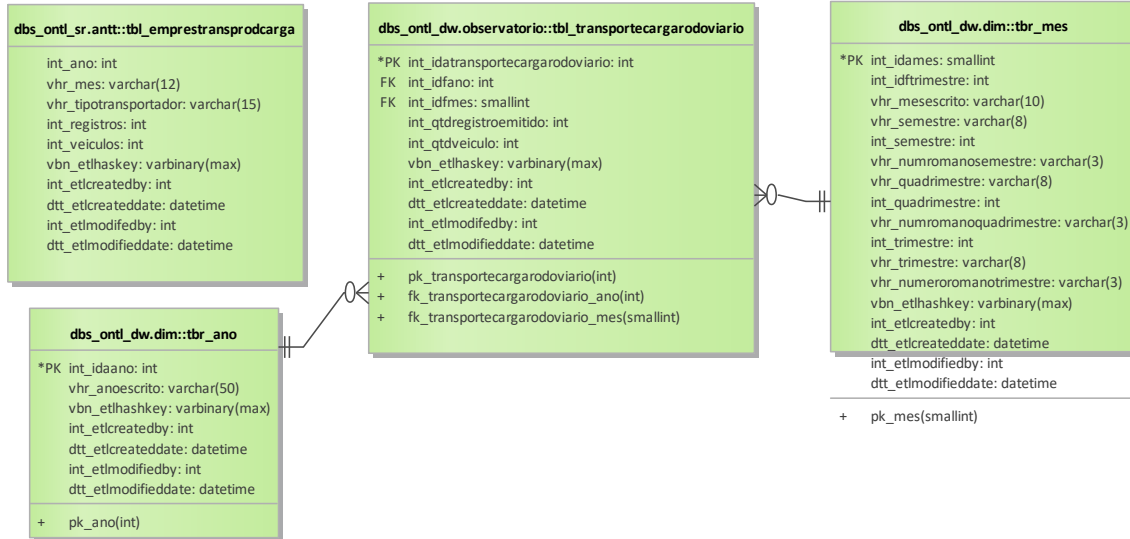 dbs_ontl_sr.antt::tbl_emprestransprodcarga
int_ano: int
vhr_mes: varchar(12)
vhr_tipotransportador: varchar(15)
int_registros: int
int_veiculos: int
vbn_etlhaskey: varbinary(max)
int_etlcreatedby: int
dtt_etlcreateddate: datetime
int_etlmodifedby: int
dtt_etlmodifieddate: datetime
dbs_ontl_dw.observatorio::tbl_transportecargarodoviario
*PK int_idatransportecargarodoviario: int
FK int_idfano: int
FK int_idfmes: smallint
int_qtdregistroemitido: int
int_qtdveiculo: int
vbn_etlhaskey: varbinary(max)
int_etlcreatedby: int
dtt_etlcreateddate: datetime
int_etlmodifedby: int
dtt_etlmodifieddate: datetime
+ pk_transportecargarodoviario(int)
+ fk_transportecargarodoviario_ano(int)
+ fk_transportecargarodoviario_mes(smallint)
dbs_ontl_dw.dim::tbr_mes
*PK int_idames: smallint
int_idftrimestre: int
vhr_mesescrito: varchar(10)
vhr_semestre: varchar(8)
int_semestre: int
vhr_numromanosemestre: varchar(3)
vhr_quadrimestre: varchar(8)
int_quadrimestre: int
vhr_numromanoquadrimestre: varchar(3)
int_trimestre: int
vhr_trimestre: varchar(8)
vhr_numeroromanotrimestre: varchar(3)
vbn_etlhashkey: varbinary(max)
int_etlcreatedby: int
dtt_etlcreateddate: datetime
int_etlmodifiedby: int
dtt_etlmodifieddate: datetime
+ pk_mes(smallint)
dbs_ontl_dw.dim::tbr_ano
*PK int_idaano: int
vhr_anoescrito: varchar(50)
vbn_etlhashkey: varbinary(max)
int_etlcreatedby: int
dtt_etlcreateddate: datetime
int_etlmodifiedby: int
dtt_etlmodifieddate: datetime
+ pk_ano(int)